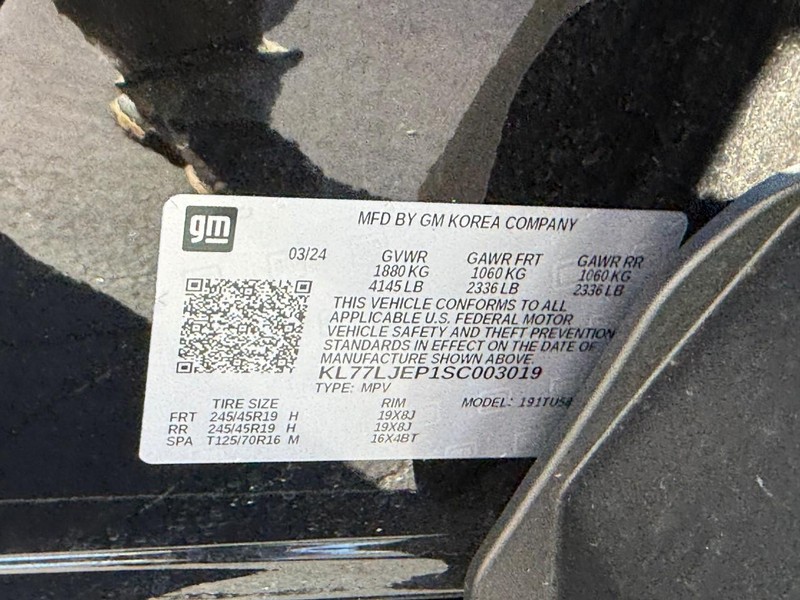 gm
MFD BY GM KOREA COMPANY
03/24 GVWR GAWR FRT GAWR RR
1880 KG 1060 KG 1060 KG
4145 LB 2336 LB 2336 LB
THIS VEHICLE CONFORMS TO ALL
APPLICABLE U.S. FEDERAL MOTOR
VEHICLE SAFETY AND THEFT PREVENTION
STANDARDS IN EFFECT ON THE DATE OF
MANUFACTURE SHOWN ABOVE.
KL77LJEP1SC003019
TYPE: MPV
TIRE SIZE RIM MODEL:
FRT 245/45R19 H 19X8J
RR 245/45R19 H 19X8J
SPA T125/70R16 M 16X4BT